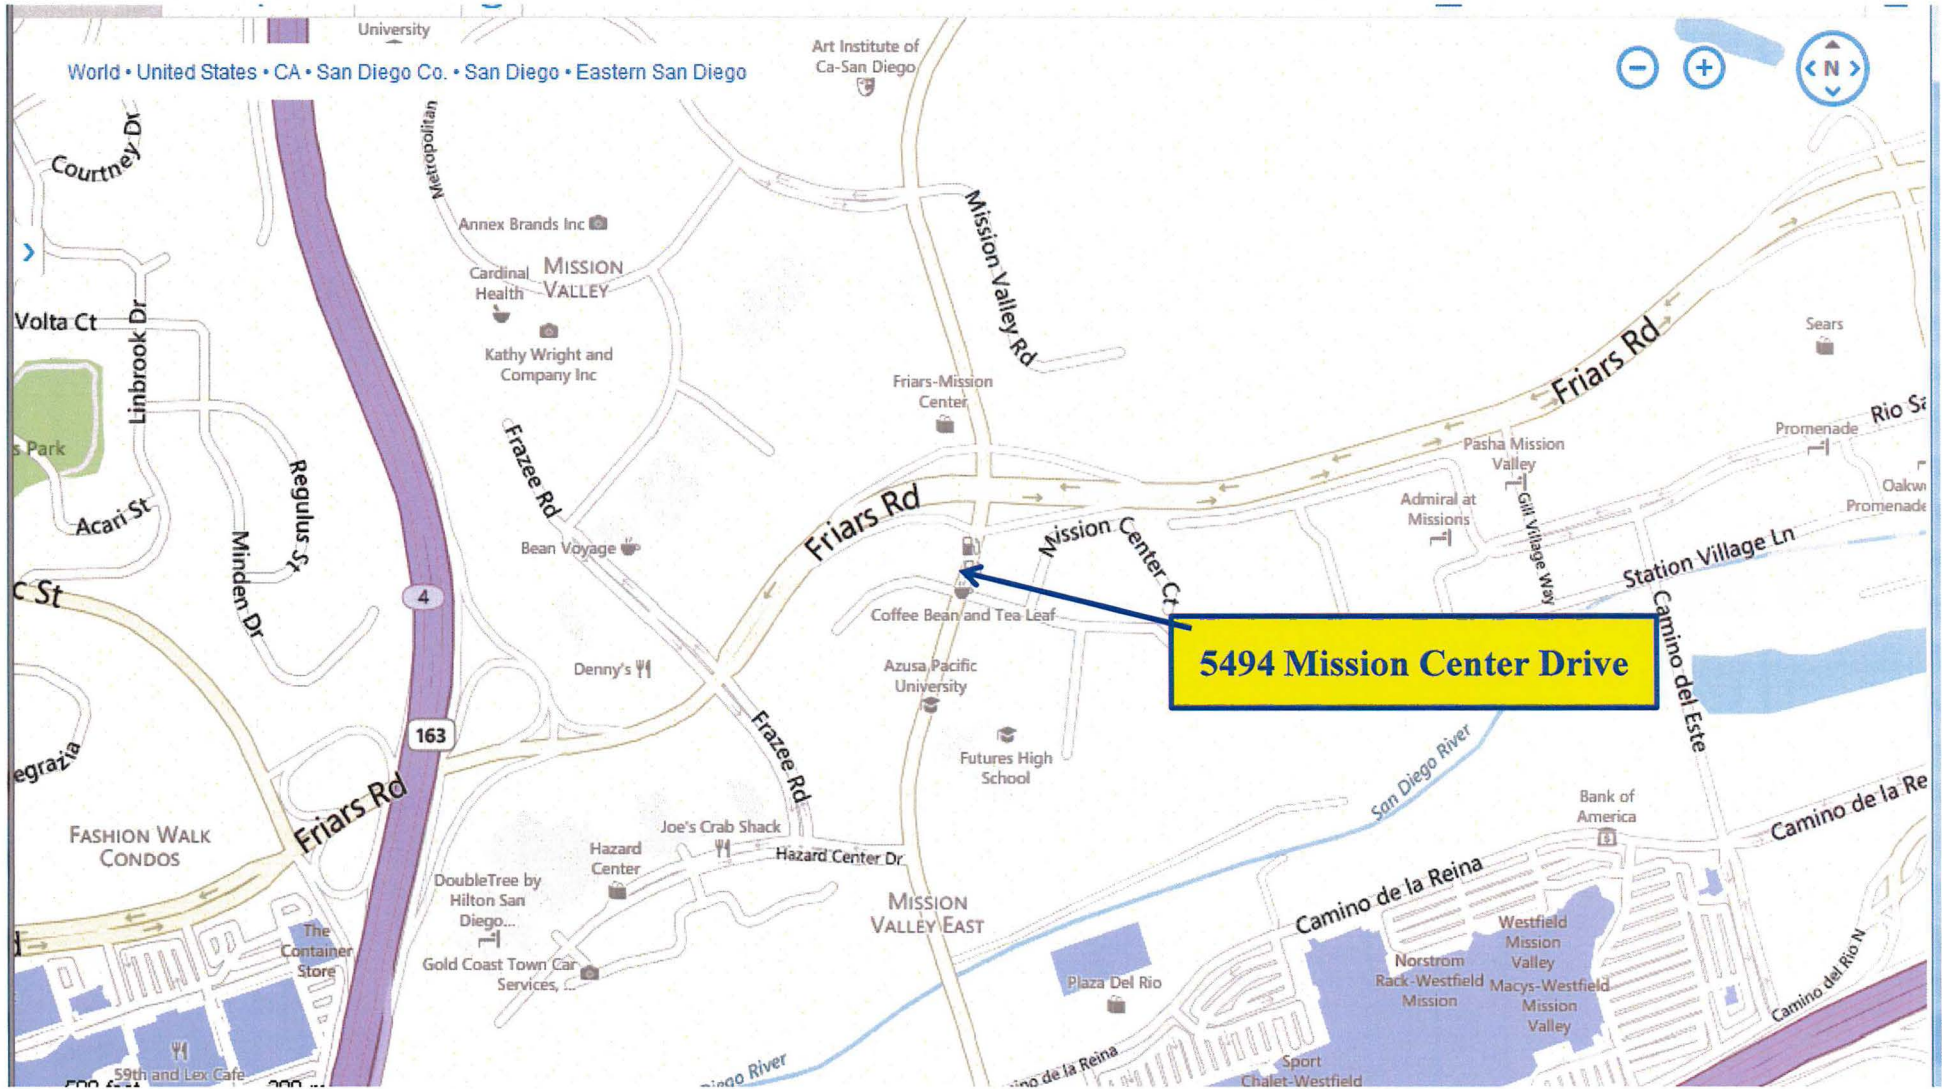 University
World • United States • CA • San Diego Co. • San Diego • Eastern San Diego
Art Institute of
Ca-San Diego
N
Courtney Dr
Metropolitan
Annex Brands Inc
Mission Valley Rd
Cardinal
Health
MISSION
VALLEY
Volta Ct
Linbrook Dr
Kathy Wright and
Company Inc
Sears
Friars Rd
Friars-Mission
Center
Rio
Promenade
Park
Pasha Mission
Valley
Frazee Rd
Regulus St
Friars Rd
Admiral at
Missions
Gill Village Way
Promenade
Acari St
Mission Center Ct
Minden Dr
Bean Voyage
Station Village Ln
St
4
Coffee Bean and Tea Leaf
5494 Mission Center Drive
Camino del Este
Denny's
Azusa Pacific
University
163
Frazee Rd
Futures High
School
San Diego River
Friars Rd
Bank of
America
Camino de la Re
FASHION WALK
CONDOS
Joe's Crab Shack
Hazard
Center
Hazard Center Dr
Camino de la Reina
DoubleTree by
Hilton San
Diego...
MISSION
VALLEY EAST
The
Container
Store
Westfield
Mission
Valley
Norstrom
Rack-Westfield
Mission
Macys-Westfield
Mission
Valley
Gold Coast Town Car
Services, ...
Plaza Del Rio
Camino del Rio N
59th and Lex Cafe
River
de la Reina
Sport
Chalet-Westfield